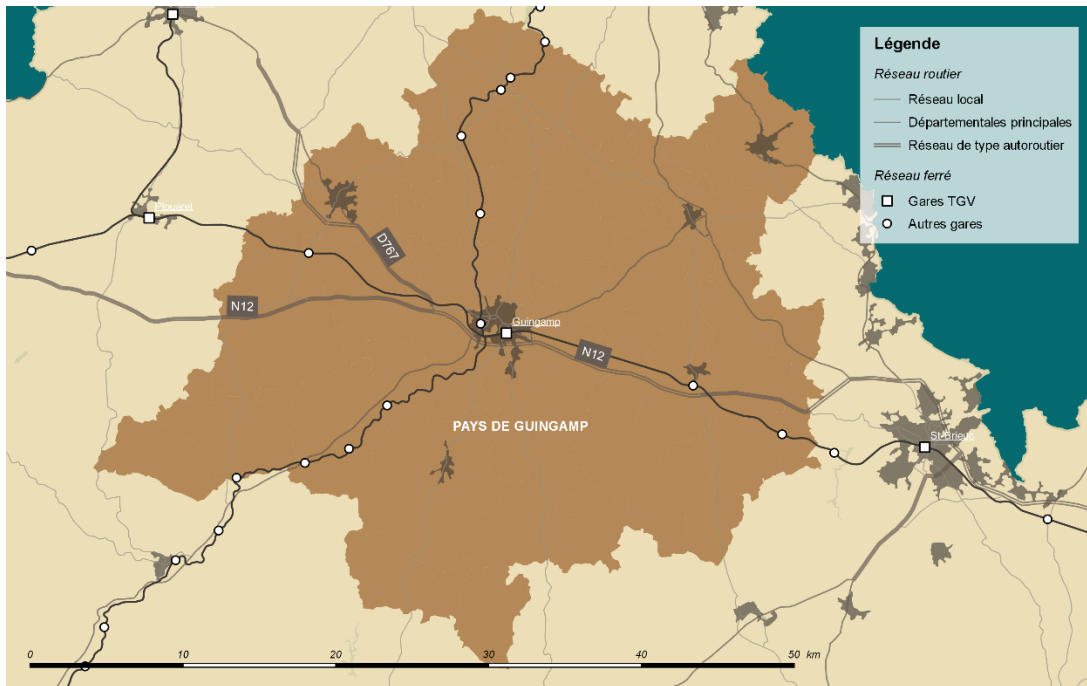 Légende
Réseau routier
Réseau local
Départementales principales
Réseau de type autoroutier
Réseau ferré
Gares TGV
Autres gares
Plouaret
D767
N12
Guingamp
N12
PAYS DE GUINGAMP
St-Brieuc
0 10 20 30 40 50 km